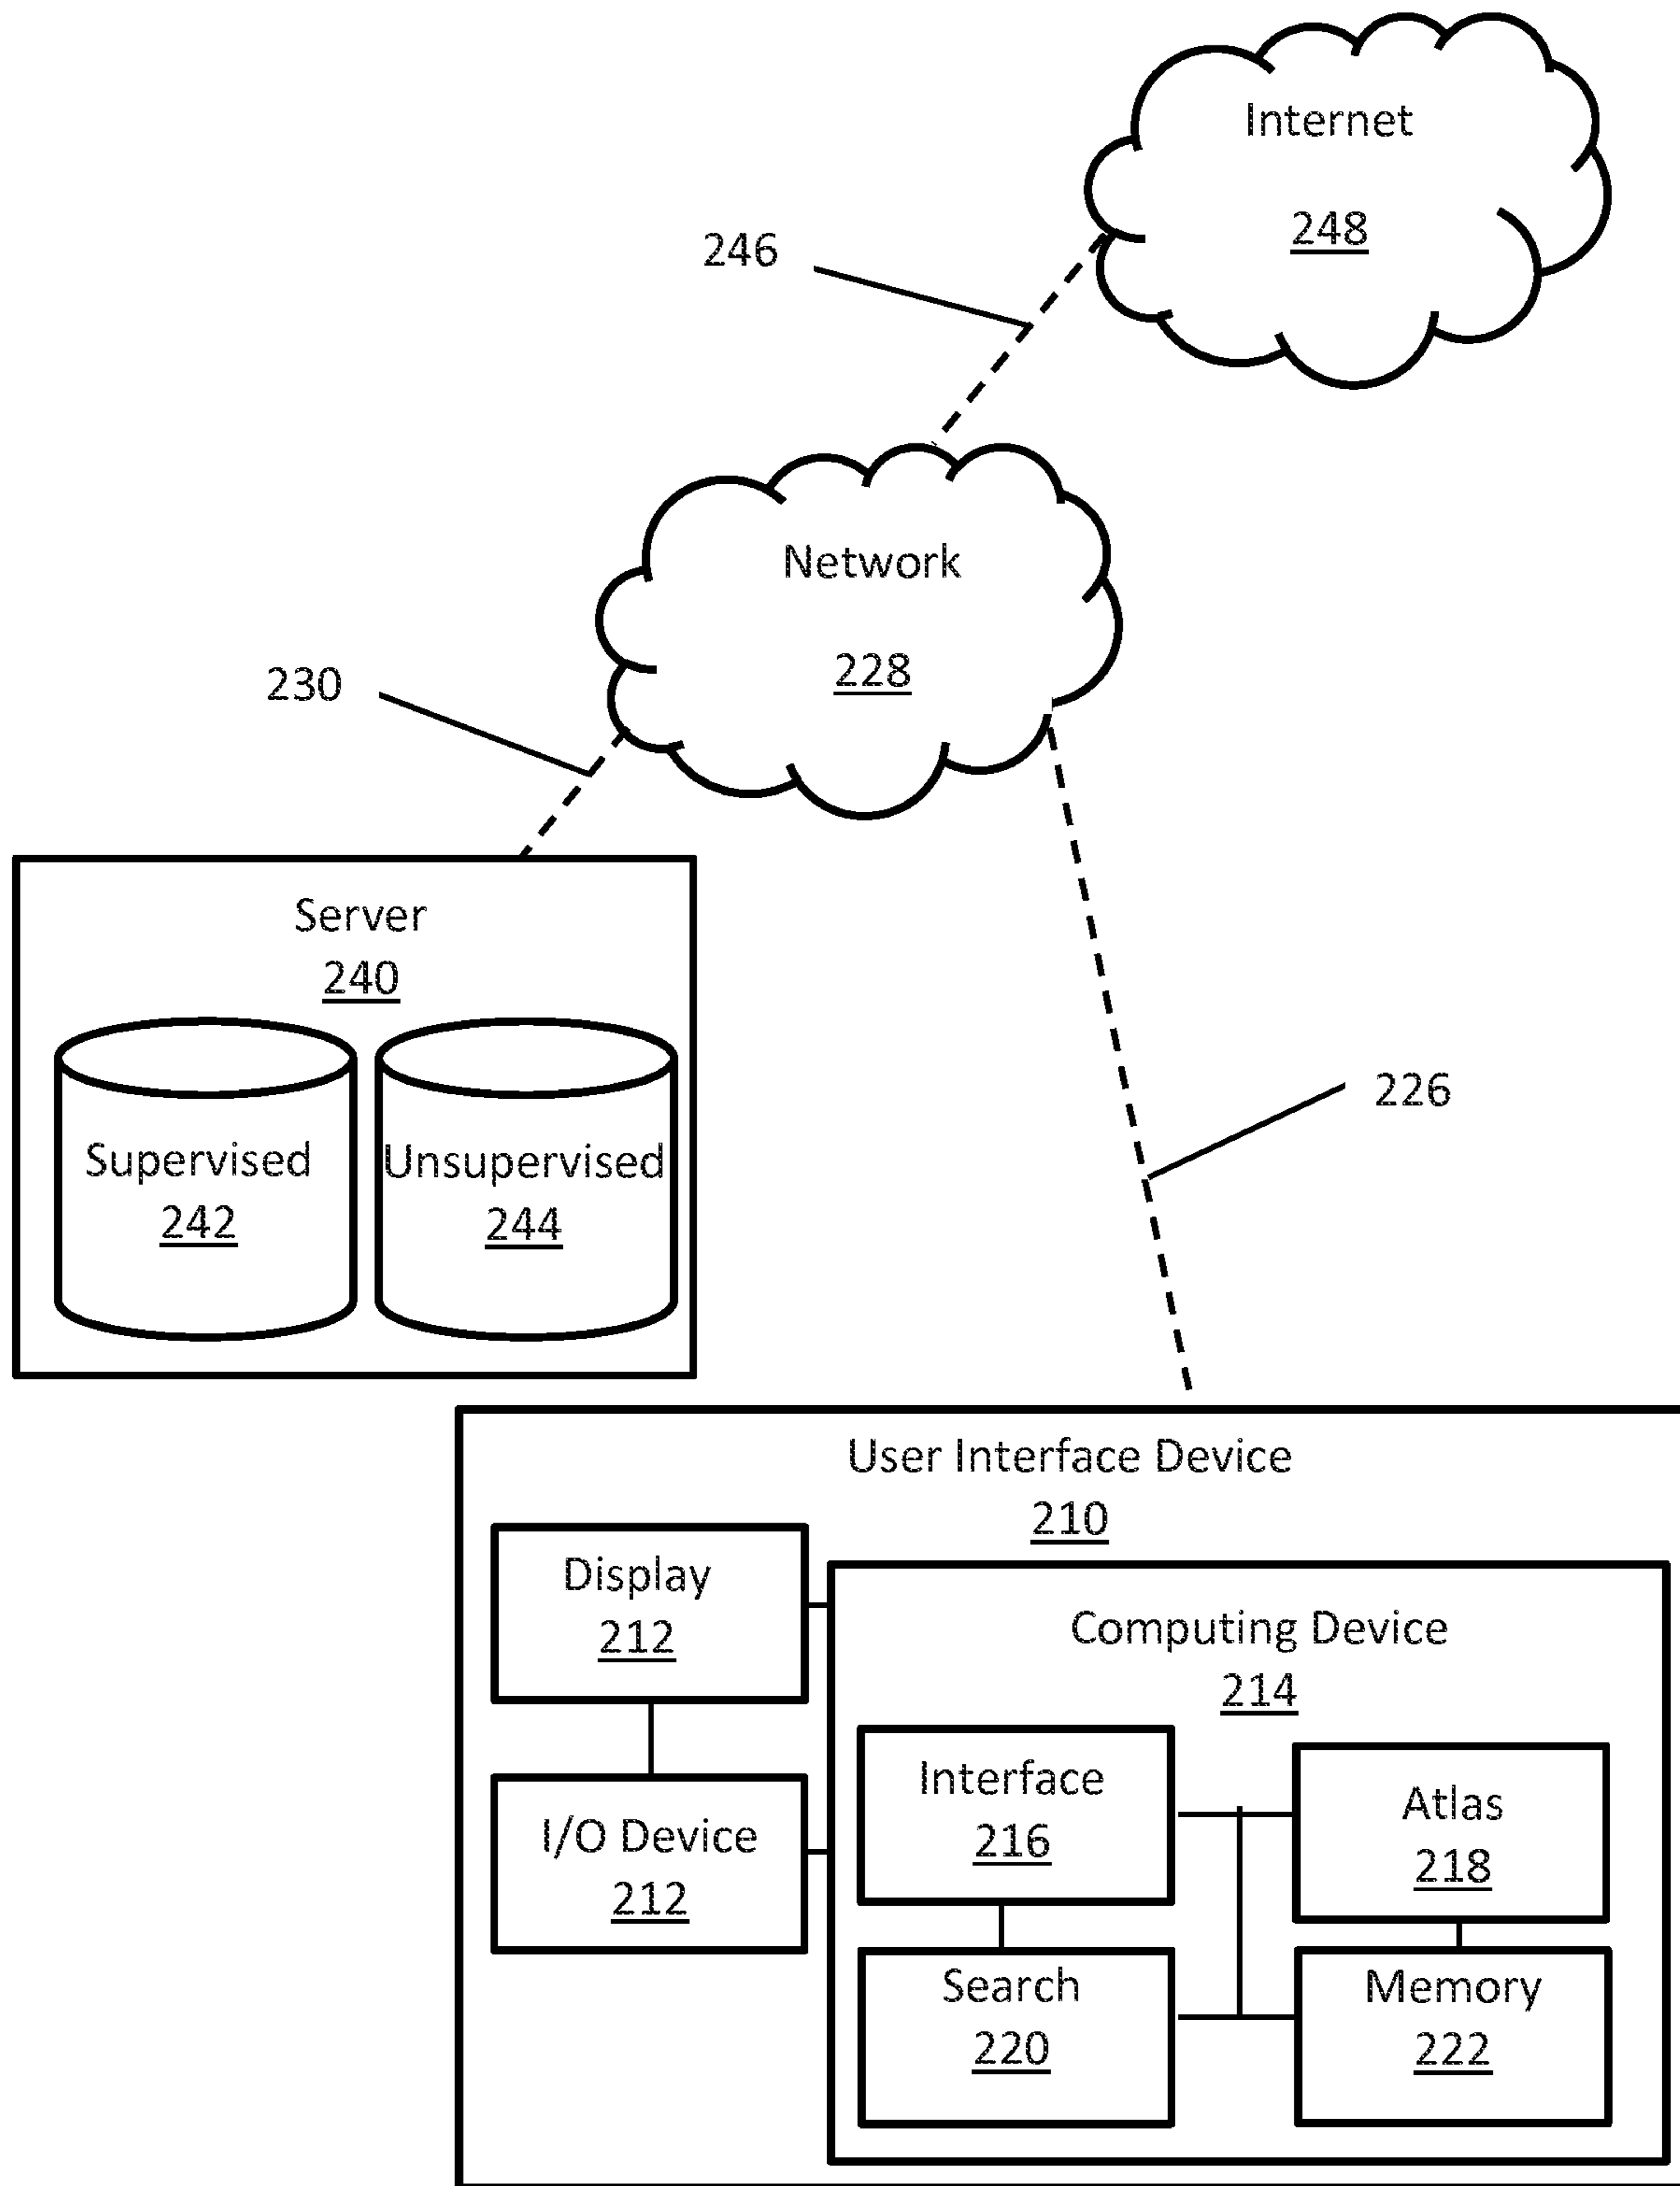 Internet
248
246
Network
228
230
Server
240
Supervised
242
Unsupervised
244
226
User Interface Device
210
Display
212
Computing Device
214
I/O Device
212
Interface
216
Atlas
218
Search
220
Memory
222